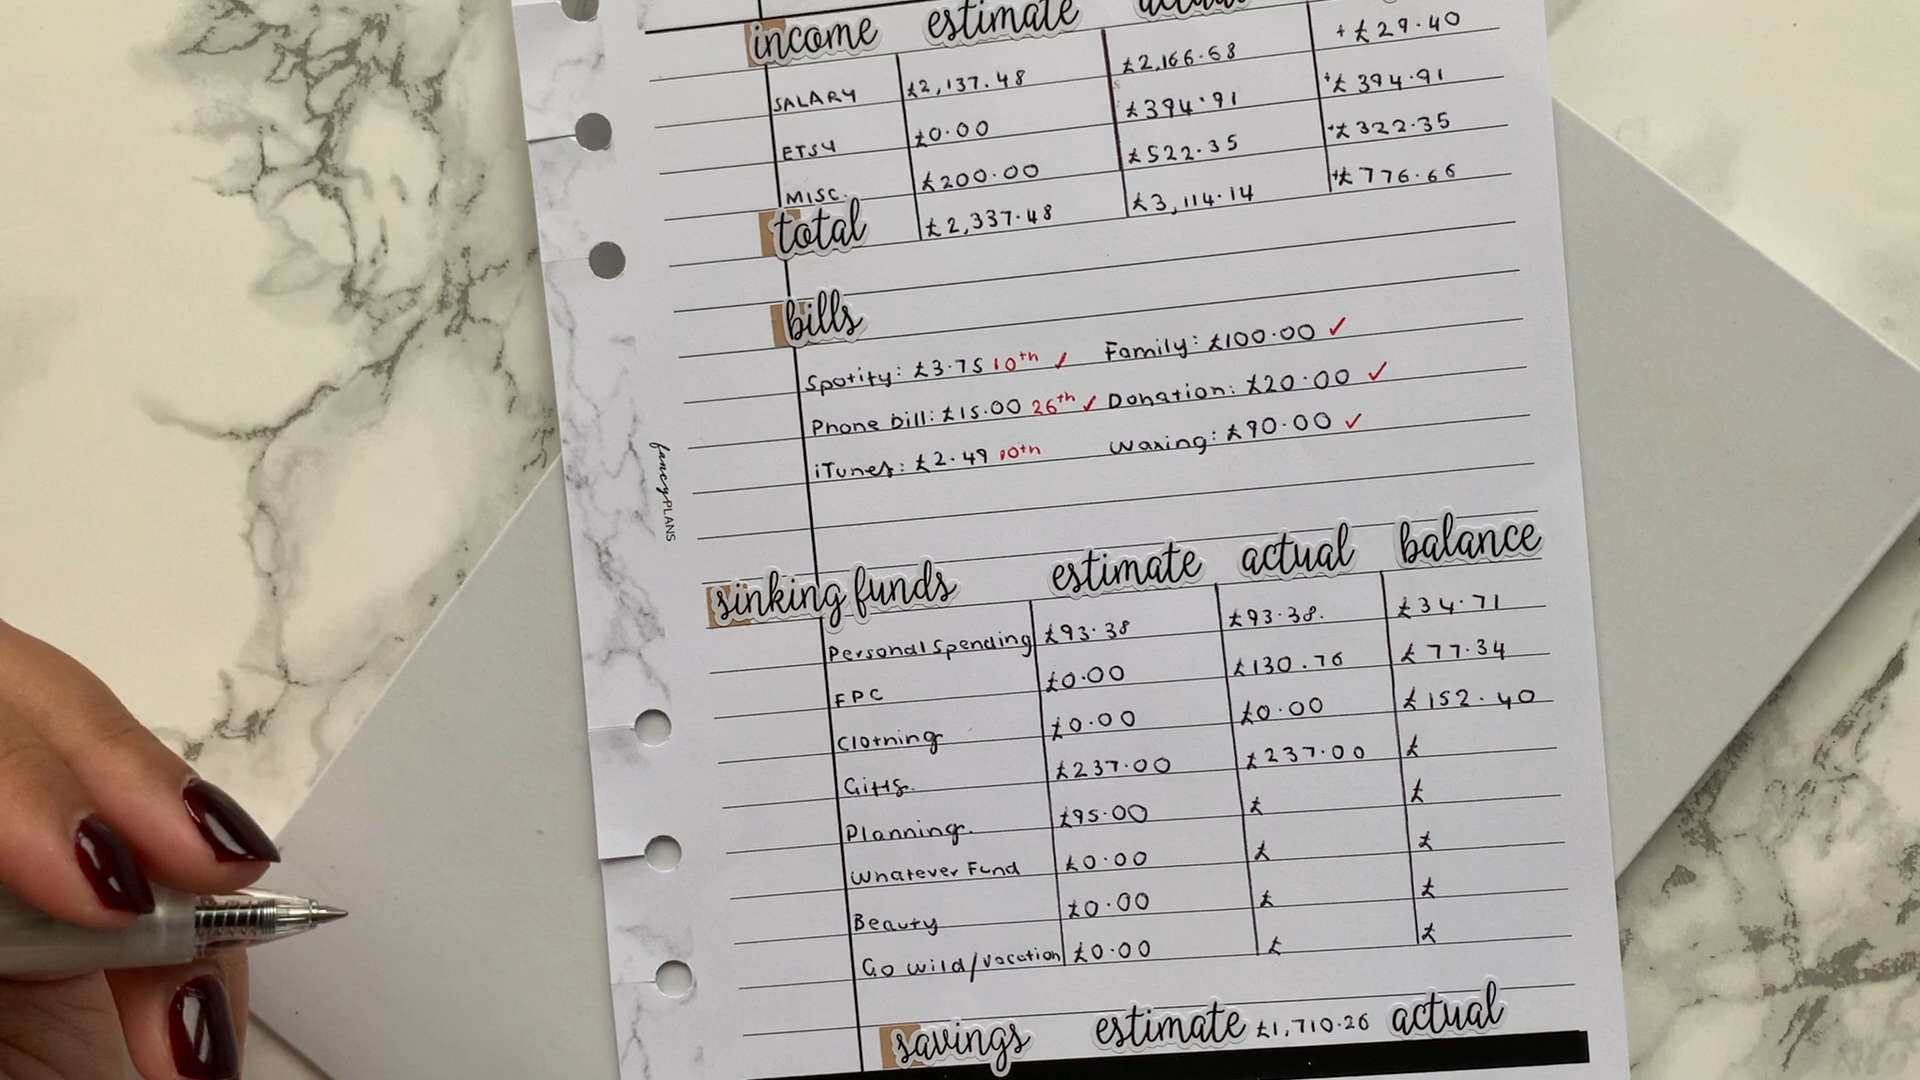 income estimate actual
SALARY £2,137.48 £2,166.68 +£29.40
ETSY £0.00 £394.91 +£394.91
MISC. £200.00 £522.35 +£322.35
total £2,337.48 £3,114.14 +£776.66
bills
Spotify: £3.75 10th ✓ Family: £100.00 ✓
Phone bill: £15.00 26th ✓ Donation: £20.00 ✓
iTunes: £2.49 10th Waxing: £90.00 ✓
fancyPLANS
sinking funds estimate actual balance
Personal Spending £93.38 £93.38. £34.71
FPC £0.00 £130.76 £77.34
Clothing £0.00 £0.00 £152.40
Gifts. £237.00 £237.00 £
Planning. £95.00 £ £
Whatever Fund £0.00 £ £
Beauty £0.00 £ £
Go wild/vacation £0.00 £ £
savings estimate £1,710.26 actual